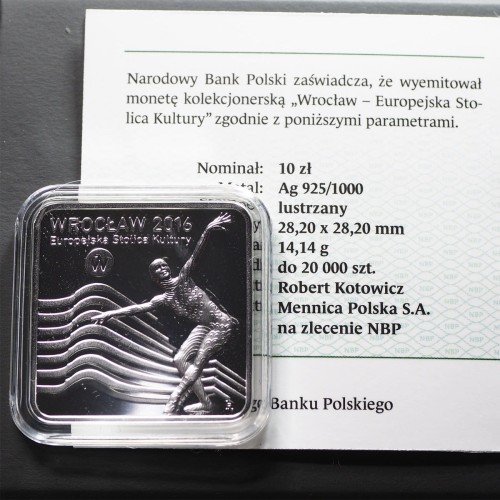 Narodowy Bank Polski zaświadcza, że wyemitował
monetę kolekcjonerską „Wrocław – Europejska Sto-
lica Kultury” zgodnie z poniższymi parametrami.
Nominał: 10 zł
Ag 925/1000
lustrzany
28,20 x 28,20 mm
14,14 g
do 20 000 szt.
Robert Kotowicz
Mennica Polska S.A.
na zlecenie NBP
Banku Polskiego
WROCŁAW 2016
Europejska Stolica Kultury
W